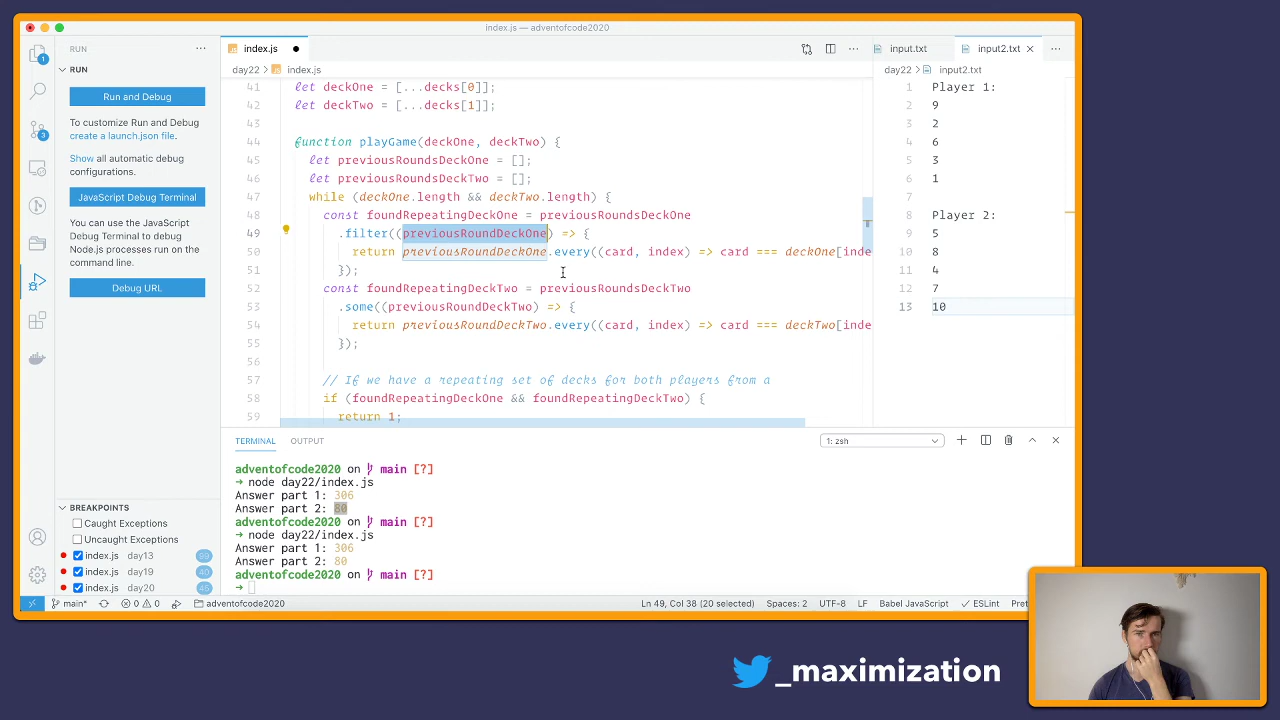 index.js — adventofcode2020
RUN
RUN
Run and Debug
To customize Run and Debug
create a launch.json file.
Show all automatic debug
configurations.
JavaScript Debug Terminal
You can use the JavaScript
Debug Terminal to debug
Node.js processes run on the
command line.
Debug URL
BREAKPOINTS
Caught Exceptions
Uncaught Exceptions
index.js day13
index.js day19 40
index.js day20 45
index.js
day22 > index.js
41 let deckOne = [...decks[0]];
42 let deckTwo = [...decks[1]];
43
44 function playGame(deckOne, deckTwo) {
45 let previousRoundsDeckOne = [];
46 let previousRoundsDeckTwo = [];
47 while (deckOne.length && deckTwo.length) {
48 const foundRepeatingDeckOne = previousRoundsDeckOne
49 .filter((previousRoundDeckOne) => {
50 return previousRoundDeckOne.every((card, index) => card === deckOne[inde
51 });
52 const foundRepeatingDeckTwo = previousRoundsDeckTwo
53 .some((previousRoundDeckTwo) => {
54 return previousRoundDeckTwo.every((card, index) => card === deckTwo[inde
55 });
56
57 // If we have a repeating set of decks for both players from a
58 if (foundRepeatingDeckOne && foundRepeatingDeckTwo) {
59 return 1;
input.txt
input2.txt
day22 > input2.txt
1 Player 1:
2 9
3 2
4 6
5 3
6 1
7
8 Player 2:
9 5
10 8
11 4
12 7
13 10
TERMINAL
OUTPUT
1: zsh
adventofcode2020 on main [?]
→ node day22/index.js
Answer part 1: 306
Answer part 2: 80
adventofcode2020 on main [?]
→ node day22/index.js
Answer part 1: 306
Answer part 2: 80
adventofcode2020 on main [?]
→
main*
0 0
adventofcode2020
Ln 49, Col 38 (20 selected)
Spaces: 2
UTF-8
LF
Babel JavaScript
ESLint
Pret
1
3
_maximization